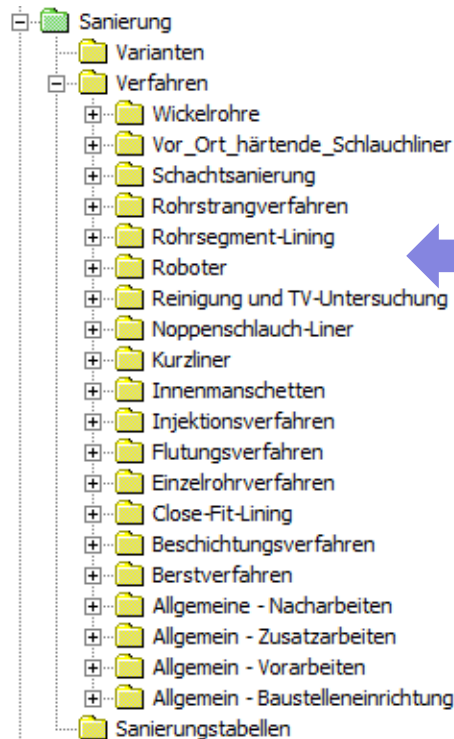 Sanierung
Varianten
Verfahren
Wickelrohre
Vor_Ort_härtende_Schlauchliner
Schachtsanierung
Rohrstrangverfahren
Rohrsegment-Lining
Roboter
Reinigung und TV-Untersuchung
Noppenschlauch-Liner
Kurzliner
Innenmanschetten
Injektionsverfahren
Flutungsverfahren
Einzelrohrverfahren
Close-Fit-Lining
Beschichtungsverfahren
Berstverfahren
Allgemeine - Nacharbeiten
Allgemein - Zusatzarbeiten
Allgemein - Vorarbeiten
Allgemein - Baustelleneinrichtung
Sanierungstabellen